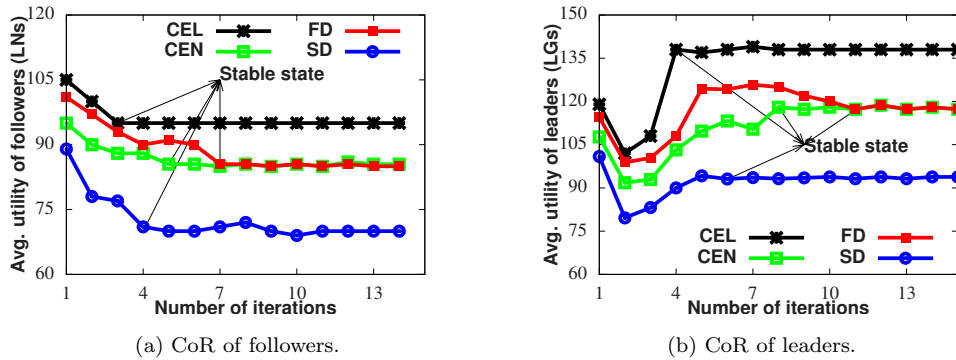 120
105
90
75
60
Avg. utility of followers (LNs)
CEL
FD
CEN
SD
Stable state
1
4
7
10
13
Number of iterations
(a) CoR of followers.
150
135
120
105
90
75
60
Avg. utility of leaders (LGs)
Stable state
CEL
FD
CEN
SD
1
4
7
10
13
Number of iterations
(b) CoR of leaders.